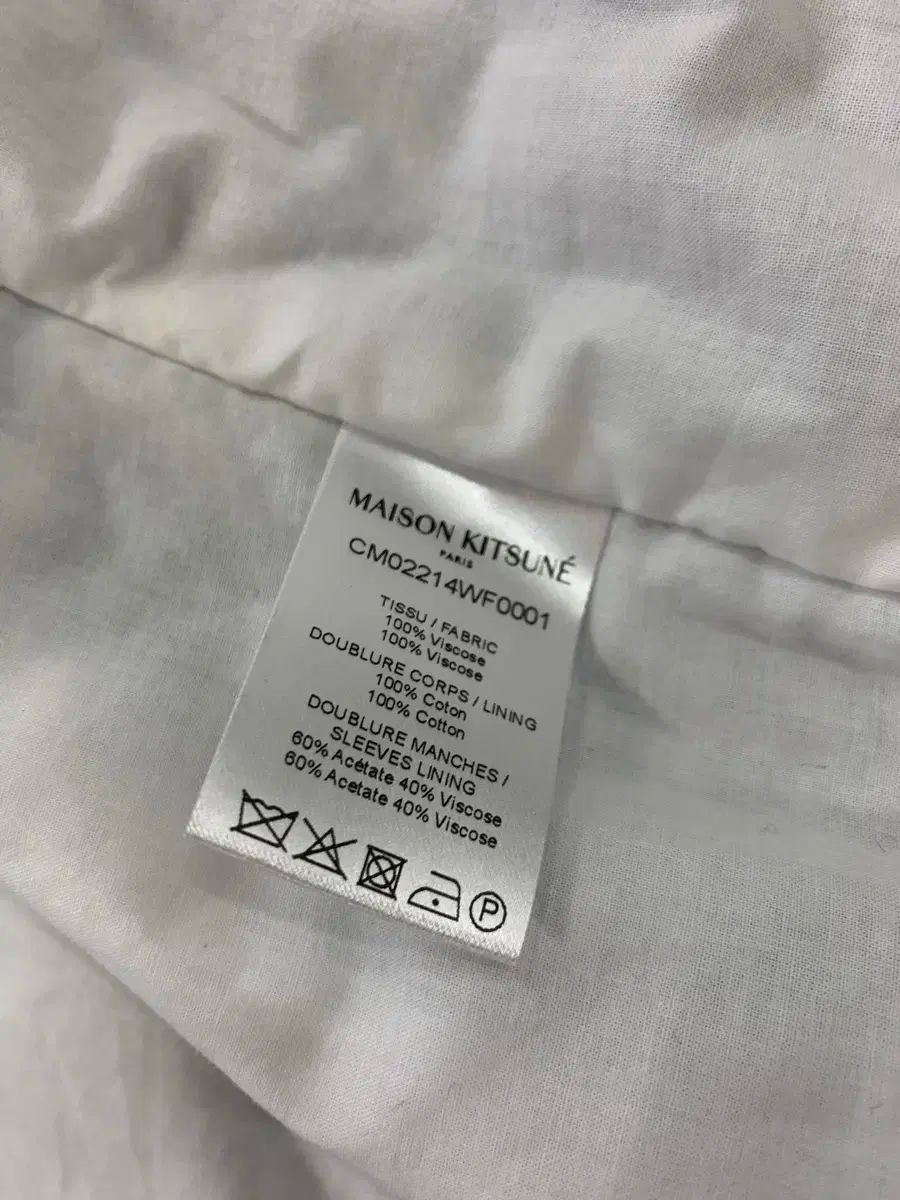 MAISON KITSUNÉ
PARIS
CM02214WF0001
TISSU / FABRIC
100% Viscose
100% Viscose
DOUBLURE CORPS / LINING
100% Coton
100% Cotton
DOUBLURE MANCHES /
SLEEVES LINING
60% Acétate 40% Viscose
60% Acetate 40% Viscose
P